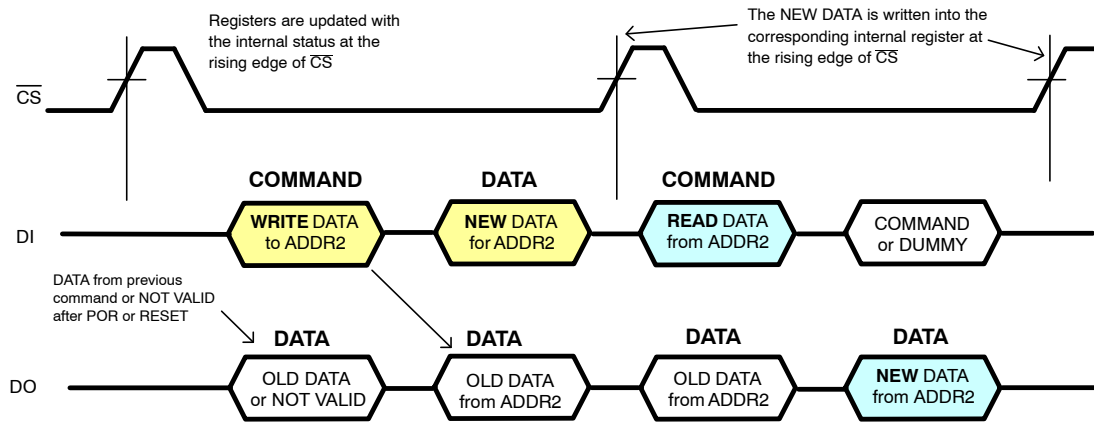 Registers are updated with
the internal status at the
rising edge of CS
The NEW DATA is written into the
corresponding internal register at
the rising edge of CS
CS
COMMAND
DATA
COMMAND
DI
WRITE DATA
to ADDR2
NEW DATA
for ADDR2
READ DATA
from ADDR2
COMMAND
or DUMMY
DATA from previous
command or NOT VALID
after POR or RESET
DATA
DATA
DATA
DATA
DO
OLD DATA
or NOT VALID
OLD DATA
from ADDR2
OLD DATA
from ADDR2
NEW DATA
from ADDR2